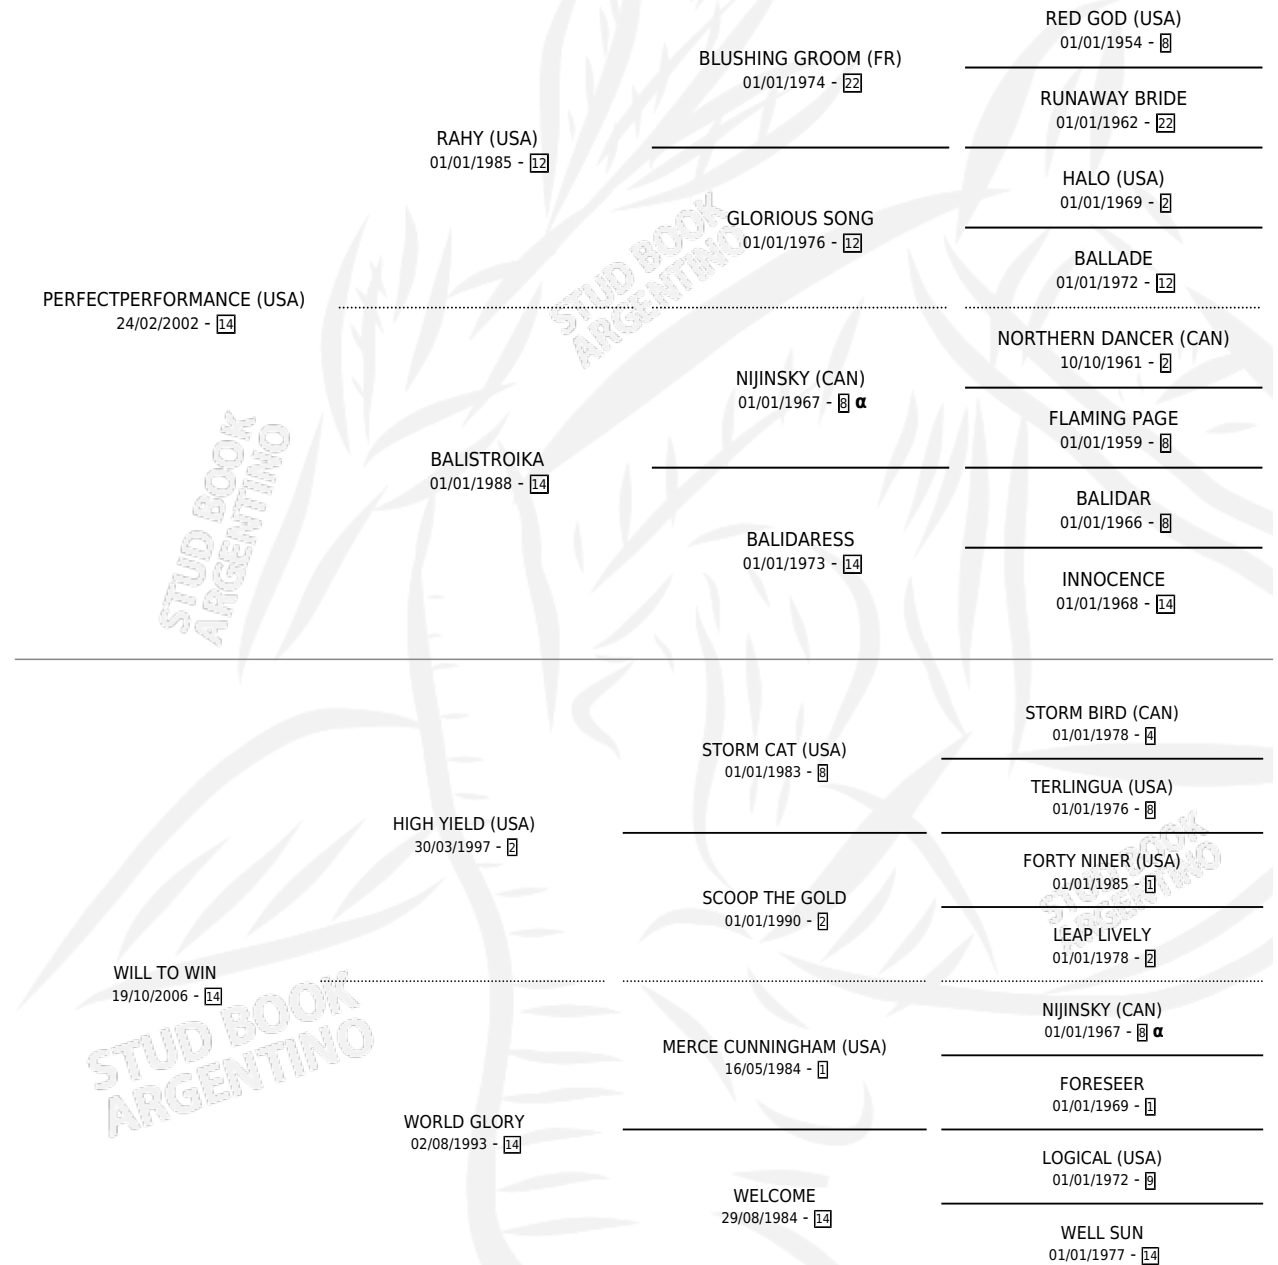 RED GOD (USA)
01/01/1954 - 8
BLUSHING GROOM (FR)
01/01/1974 - 22
RUNAWAY BRIDE
01/01/1962 - 22
RAHY (USA)
01/01/1985 - 12
HALO (USA)
01/01/1969 - 2
GLORIOUS SONG
01/01/1976 - 12
BALLADE
01/01/1972 - 12
PERFECTPERFORMANCE (USA)
24/02/2002 - 14
STUD BOOK
ARGENTINO
NORTHERN DANCER (CAN)
10/10/1961 - 2
NIJINSKY (CAN)
01/01/1967 - 8 α
FLAMING PAGE
01/01/1959 - 8
BALISTROIKA
01/01/1988 - 14
BALIDAR
01/01/1966 - 8
BALIDARESS
01/01/1973 - 14
INNOCENCE
01/01/1968 - 14
STUD BOOK
ARGENTINO
STORM BIRD (CAN)
01/01/1978 - 4
STORM CAT (USA)
01/01/1983 - 8
TERLINGUA (USA)
01/01/1976 - 8
HIGH YIELD (USA)
30/03/1997 - 2
FORTY NINER (USA)
01/01/1985 - 1
SCOOP THE GOLD
01/01/1990 - 2
LEAP LIVELY
01/01/1978 - 2
STUD BOOK
ARGENTINO
WILL TO WIN
19/10/2006 - 14
NIJINSKY (CAN)
01/01/1967 - 8 α
MERCE CUNNINGHAM (USA)
16/05/1984 - 1
FORESEER
01/01/1969 - 1
STUD BOOK
ARGENTINO
WORLD GLORY
02/08/1993 - 14
LOGICAL (USA)
01/01/1972 - 9
WELCOME
29/08/1984 - 14
WELL SUN
01/01/1977 - 14